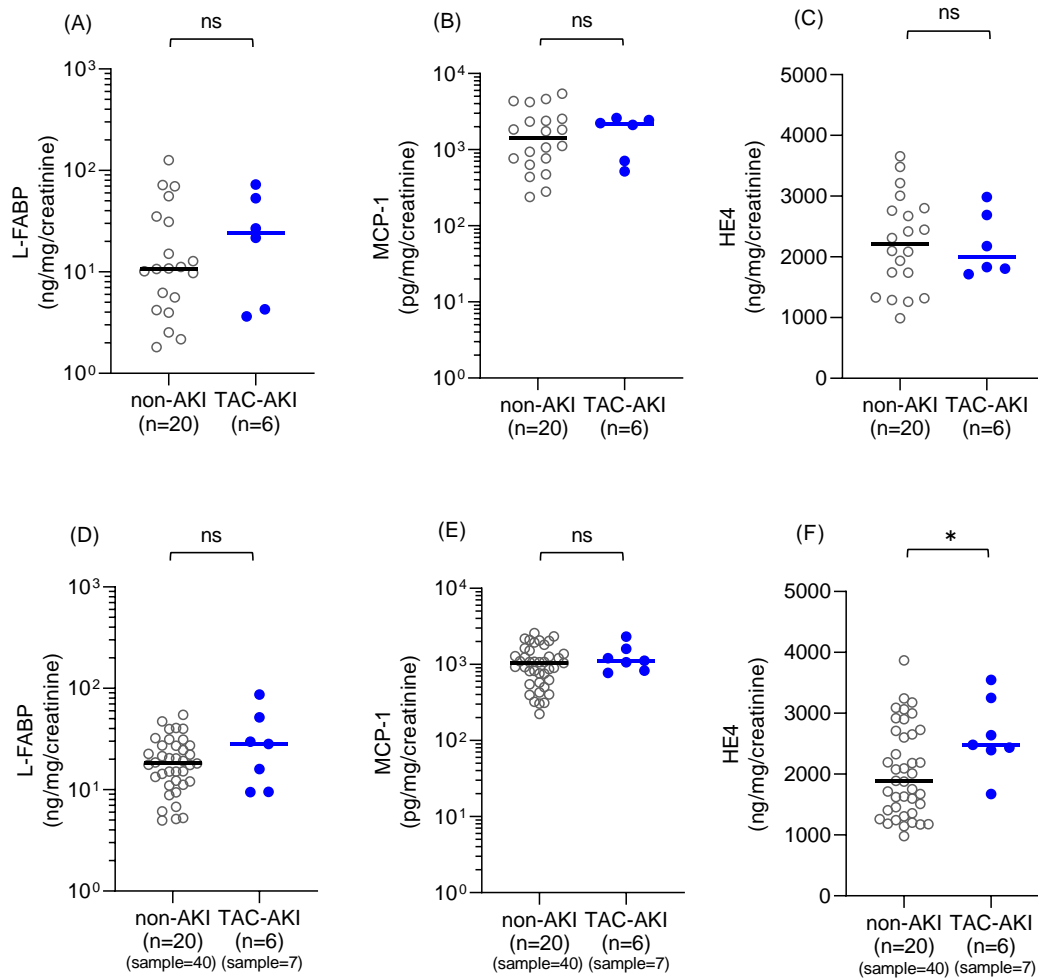 (A)
ns
L-FABP
(ng/mg/creatinine)
10³
10²
10¹
10⁰
non-AKI
(n=20)
TAC-AKI
(n=6)
(B)
ns
MCP-1
(pg/mg/creatinine)
10⁴
10³
10²
10¹
10⁰
non-AKI
(n=20)
TAC-AKI
(n=6)
(C)
ns
HE4
(ng/mg/creatinine)
5000
4000
3000
2000
1000
0
non-AKI
(n=20)
TAC-AKI
(n=6)
(D)
ns
L-FABP
(ng/mg/creatinine)
10³
10²
10¹
10⁰
non-AKI
(n=20)
(sample=40)
TAC-AKI
(n=6)
(sample=7)
(E)
ns
MCP-1
(pg/mg/creatinine)
10⁴
10³
10²
10¹
10⁰
non-AKI
(n=20)
(sample=40)
TAC-AKI
(n=6)
(sample=7)
(F)
*
HE4
(ng/mg/creatinine)
5000
4000
3000
2000
1000
0
non-AKI
(n=20)
(sample=40)
TAC-AKI
(n=6)
(sample=7)